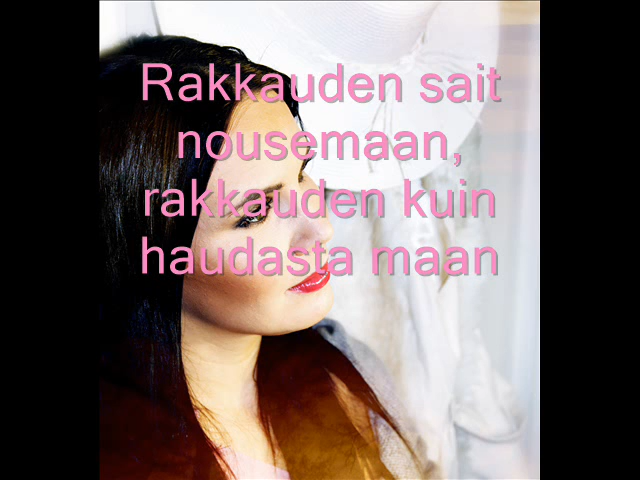 Rakkauden sait
nousemaan,
rakkauden kuin
haudasta maan